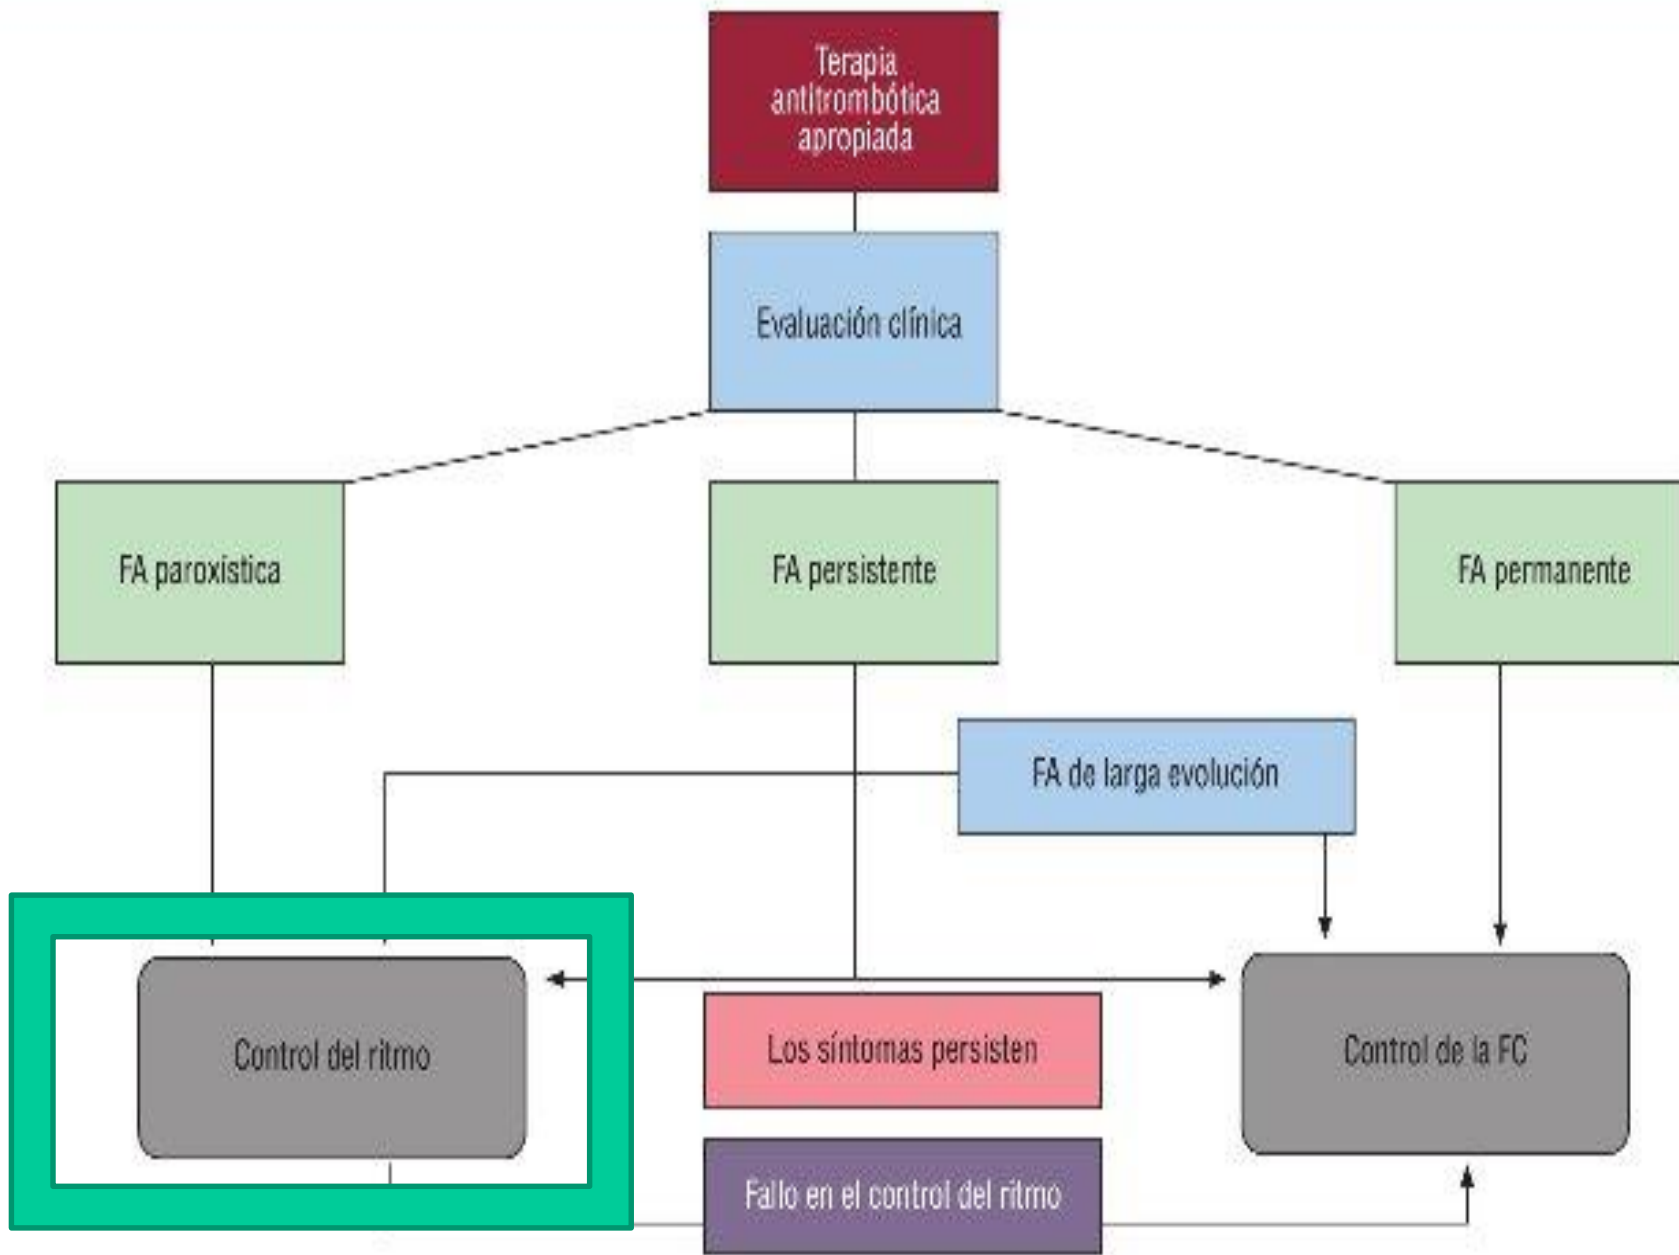 Terapia
antitrombótica
apropiada
Evaluación clínica
FA paroxística
FA persistente
FA permanente
FA de larga evolución
Control del ritmo
Los síntomas persisten
Control de la FC
Fallo en el control del ritmo